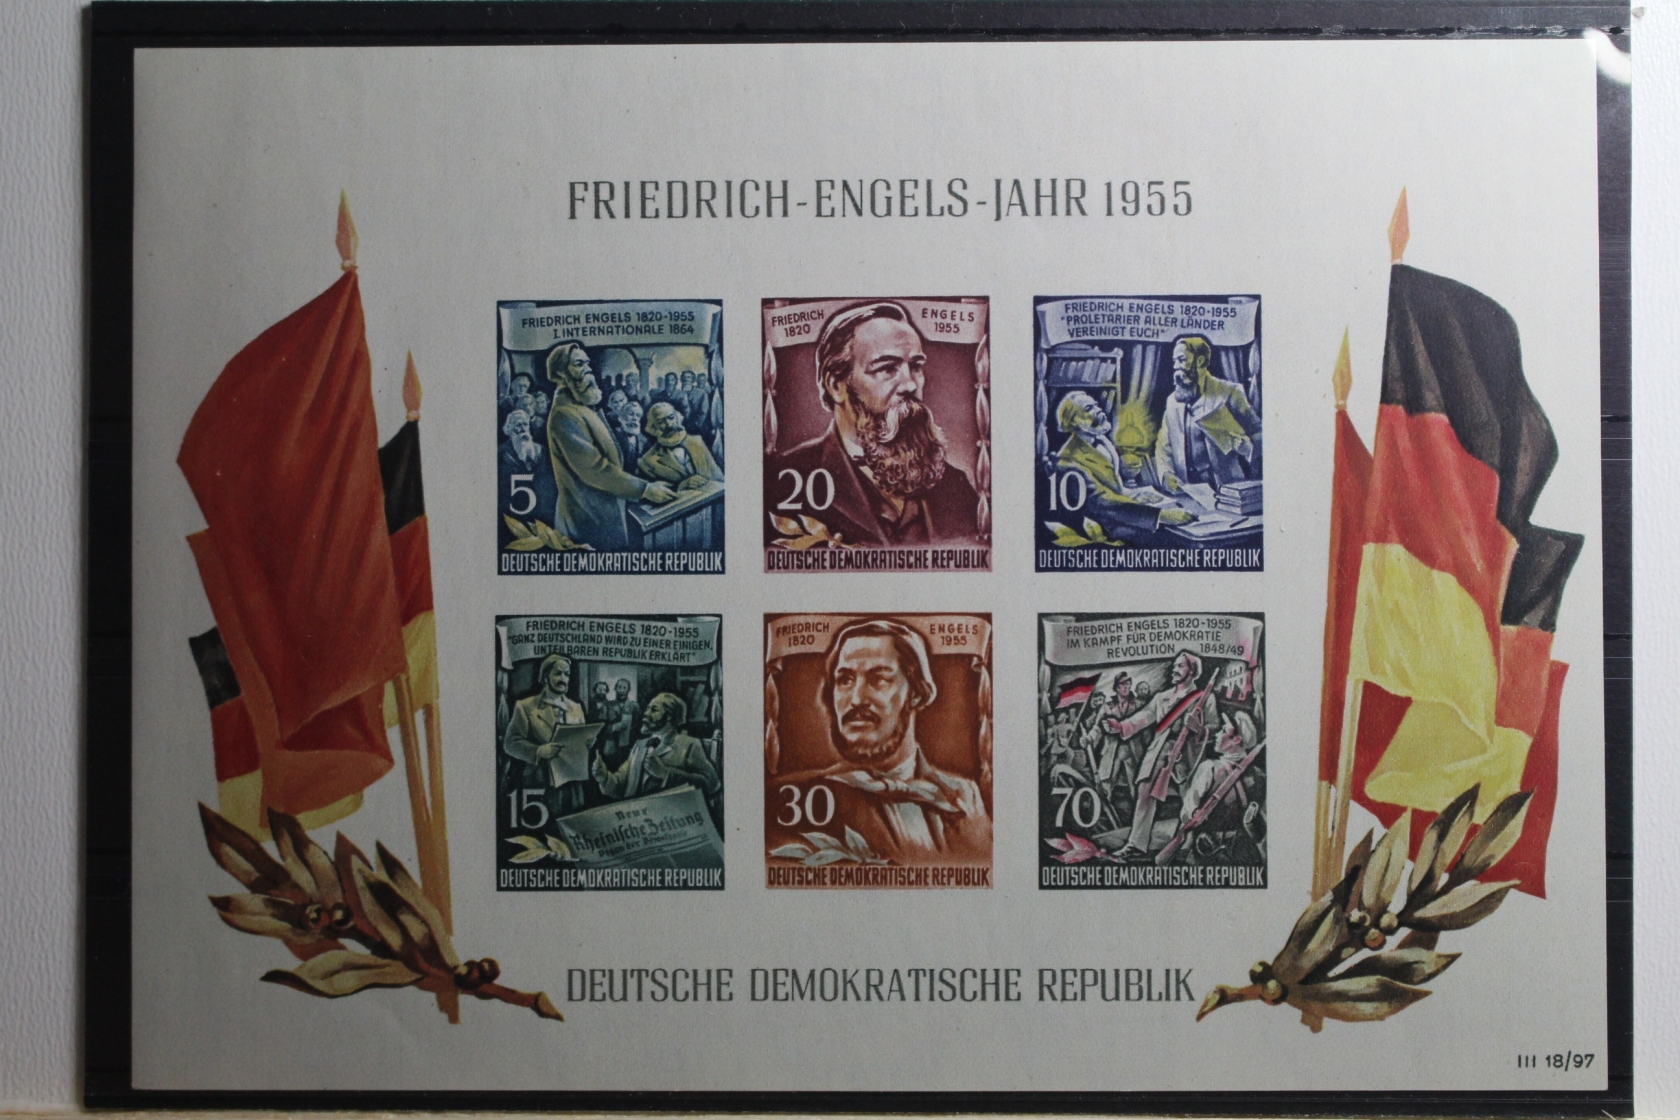 FRIEDRICH-ENGELS-JAHR 1955
FRIEDRICH ENGELS 1820-1955
I. INTERNATIONALE 1864
5
DEUTSCHE DEMOKRATISCHE REPUBLIK
FRIEDRICH ENGELS
1820 1955
20
DEUTSCHE DEMOKRATISCHE REPUBLIK
FRIEDRICH ENGELS 1820-1955
"PROLETARIER ALLER LÄNDER
VEREINIGT EUCH"
10
DEUTSCHE DEMOKRATISCHE REPUBLIK
FRIEDRICH ENGELS 1820-1955
"GANZ DEUTSCHLAND WIRD ZU EINER EINIGEN,
UNTEILBAREN REPUBLIK ERKLÄRT"
15
Neue
Rheinische Zeitung
Organ der Demokratie
DEUTSCHE DEMOKRATISCHE REPUBLIK
FRIEDRICH ENGELS
1820 1955
30
DEUTSCHE DEMOKRATISCHE REPUBLIK
FRIEDRICH ENGELS 1820-1955
IM KAMPF FÜR DEMOKRATIE
REVOLUTION 1848/49
70
DEUTSCHE DEMOKRATISCHE REPUBLIK
DEUTSCHE DEMOKRATISCHE REPUBLIK
III 18/97